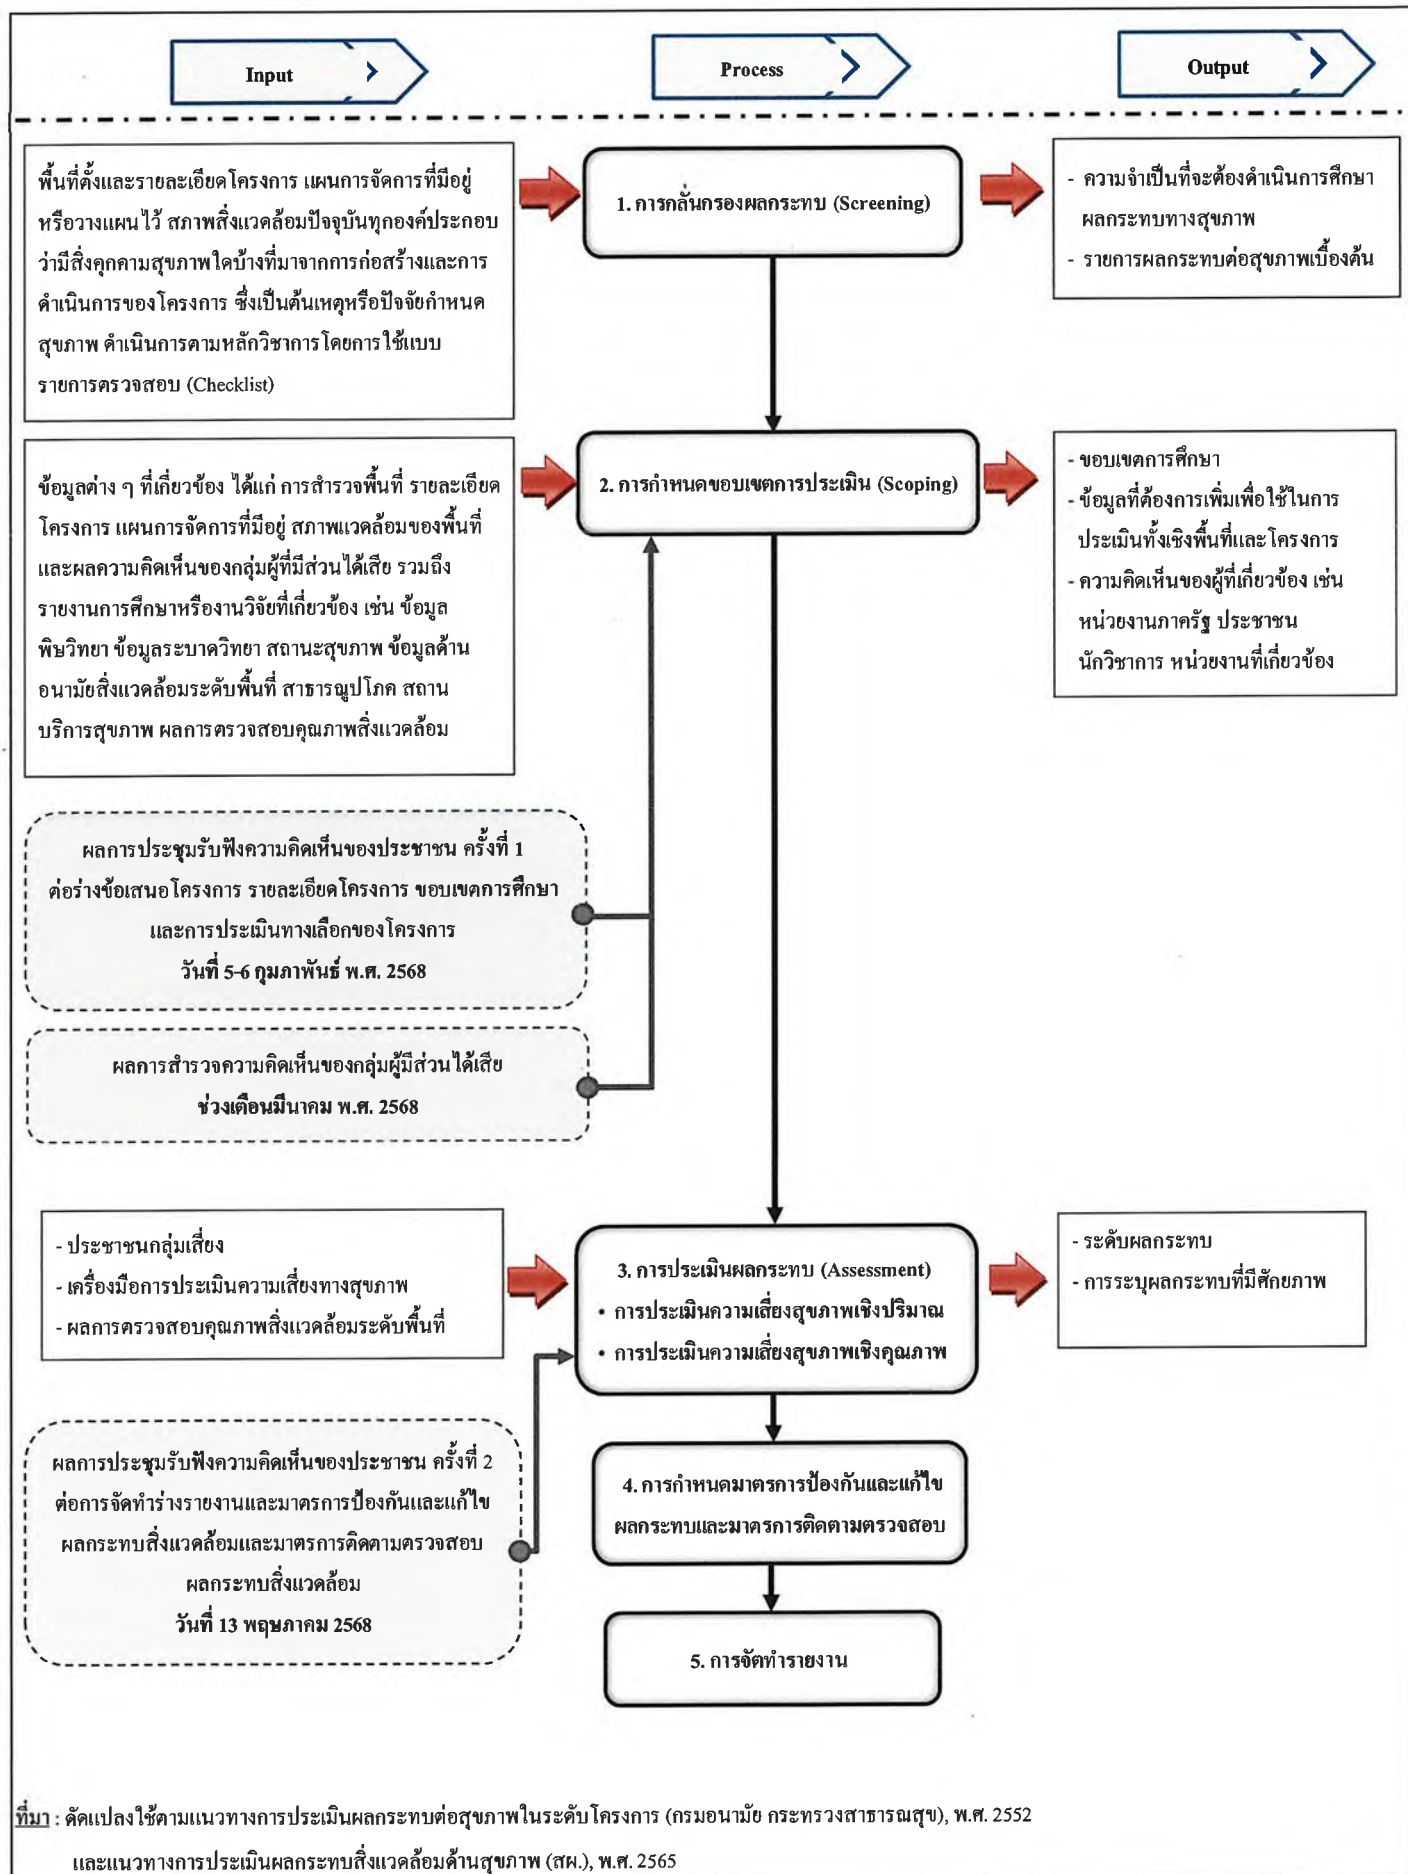 Input
Process
Output
พื้นที่ตั้งและรายละเอียดโครงการ แผนการจัดการที่มีอยู่
หรือวางแผนไว้ สภาพสิ่งแวดล้อมปัจจุบันทุกองค์ประกอบ
ว่ามีสิ่งคุกคามสุขภาพใดบ้างที่มาจากการก่อสร้างและการ
ดำเนินการของโครงการ ซึ่งเป็นต้นเหตุหรือปัจจัยกำหนด
สุขภาพ ดำเนินการตามหลักวิชาการโดยการใช้แบบ
รายการตรวจสอบ (Checklist)
1. การกลั่นกรองผลกระทบ (Screening)
- ความจำเป็นที่จะต้องดำเนินการศึกษา
ผลกระทบทางสุขภาพ
- รายการผลกระทบต่อสุขภาพเบื้องต้น
ข้อมูลต่าง ๆ ที่เกี่ยวข้อง ได้แก่ การสำรวจพื้นที่ รายละเอียด
โครงการ แผนการจัดการที่มีอยู่ สภาพแวดล้อมของพื้นที่
และผลความคิดเห็นของกลุ่มผู้ที่มีส่วนได้เสีย รวมถึง
รายงานการศึกษาหรืองานวิจัยที่เกี่ยวข้อง เช่น ข้อมูล
พิษวิทยา ข้อมูลระบาดวิทยา สถานะสุขภาพ ข้อมูลด้าน
อนามัยสิ่งแวดล้อมระดับพื้นที่ สาธารณูปโภค สถาน
บริการสุขภาพ ผลการตรวจสอบคุณภาพสิ่งแวดล้อม
2. การกำหนดขอบเขตการประเมิน (Scoping)
- ขอบเขตการศึกษา
- ข้อมูลที่ต้องการเพิ่มเพื่อใช้ในการ
ประเมินทั้งเชิงพื้นที่และโครงการ
- ความคิดเห็นของผู้ที่เกี่ยวข้อง เช่น
หน่วยงานภาครัฐ ประชาชน
นักวิชาการ หน่วยงานที่เกี่ยวข้อง
ผลการประชุมรับฟังความคิดเห็นของประชาชน ครั้งที่ 1
ต่อร่างข้อเสนอโครงการ รายละเอียดโครงการ ขอบเขตการศึกษา
และการประเมินทางเลือกของโครงการ
วันที่ 5-6 กุมภาพันธ์ พ.ศ. 2568
ผลการสำรวจความคิดเห็นของกลุ่มผู้มีส่วนได้เสีย
ช่วงเดือนมีนาคม พ.ศ. 2568
- ประชาชนกลุ่มเสี่ยง
- เครื่องมือการประเมินความเสี่ยงทางสุขภาพ
- ผลการตรวจสอบคุณภาพสิ่งแวดล้อมระดับพื้นที่
3. การประเมินผลกระทบ (Assessment)
• การประเมินความเสี่ยงสุขภาพเชิงปริมาณ
• การประเมินความเสี่ยงสุขภาพเชิงคุณภาพ
- ระดับผลกระทบ
- การระบุผลกระทบที่มีศักยภาพ
ผลการประชุมรับฟังความคิดเห็นของประชาชน ครั้งที่ 2
ต่อการจัดทำร่างรายงานและมาตรการป้องกันและแก้ไข
ผลกระทบสิ่งแวดล้อมและมาตรการติดตามตรวจสอบ
ผลกระทบสิ่งแวดล้อม
วันที่ 13 พฤษภาคม 2568
4. การกำหนดมาตรการป้องกันและแก้ไข
ผลกระทบและมาตรการติดตามตรวจสอบ
5. การจัดทำรายงาน
ที่มา : ดัดแปลงใช้ตามแนวทางการประเมินผลกระทบต่อสุขภาพในระดับโครงการ (กรมอนามัย กระทรวงสาธารณสุข), พ.ศ. 2552
และแนวทางการประเมินผลกระทบสิ่งแวดล้อมด้านสุขภาพ (สผ.), พ.ศ. 2565